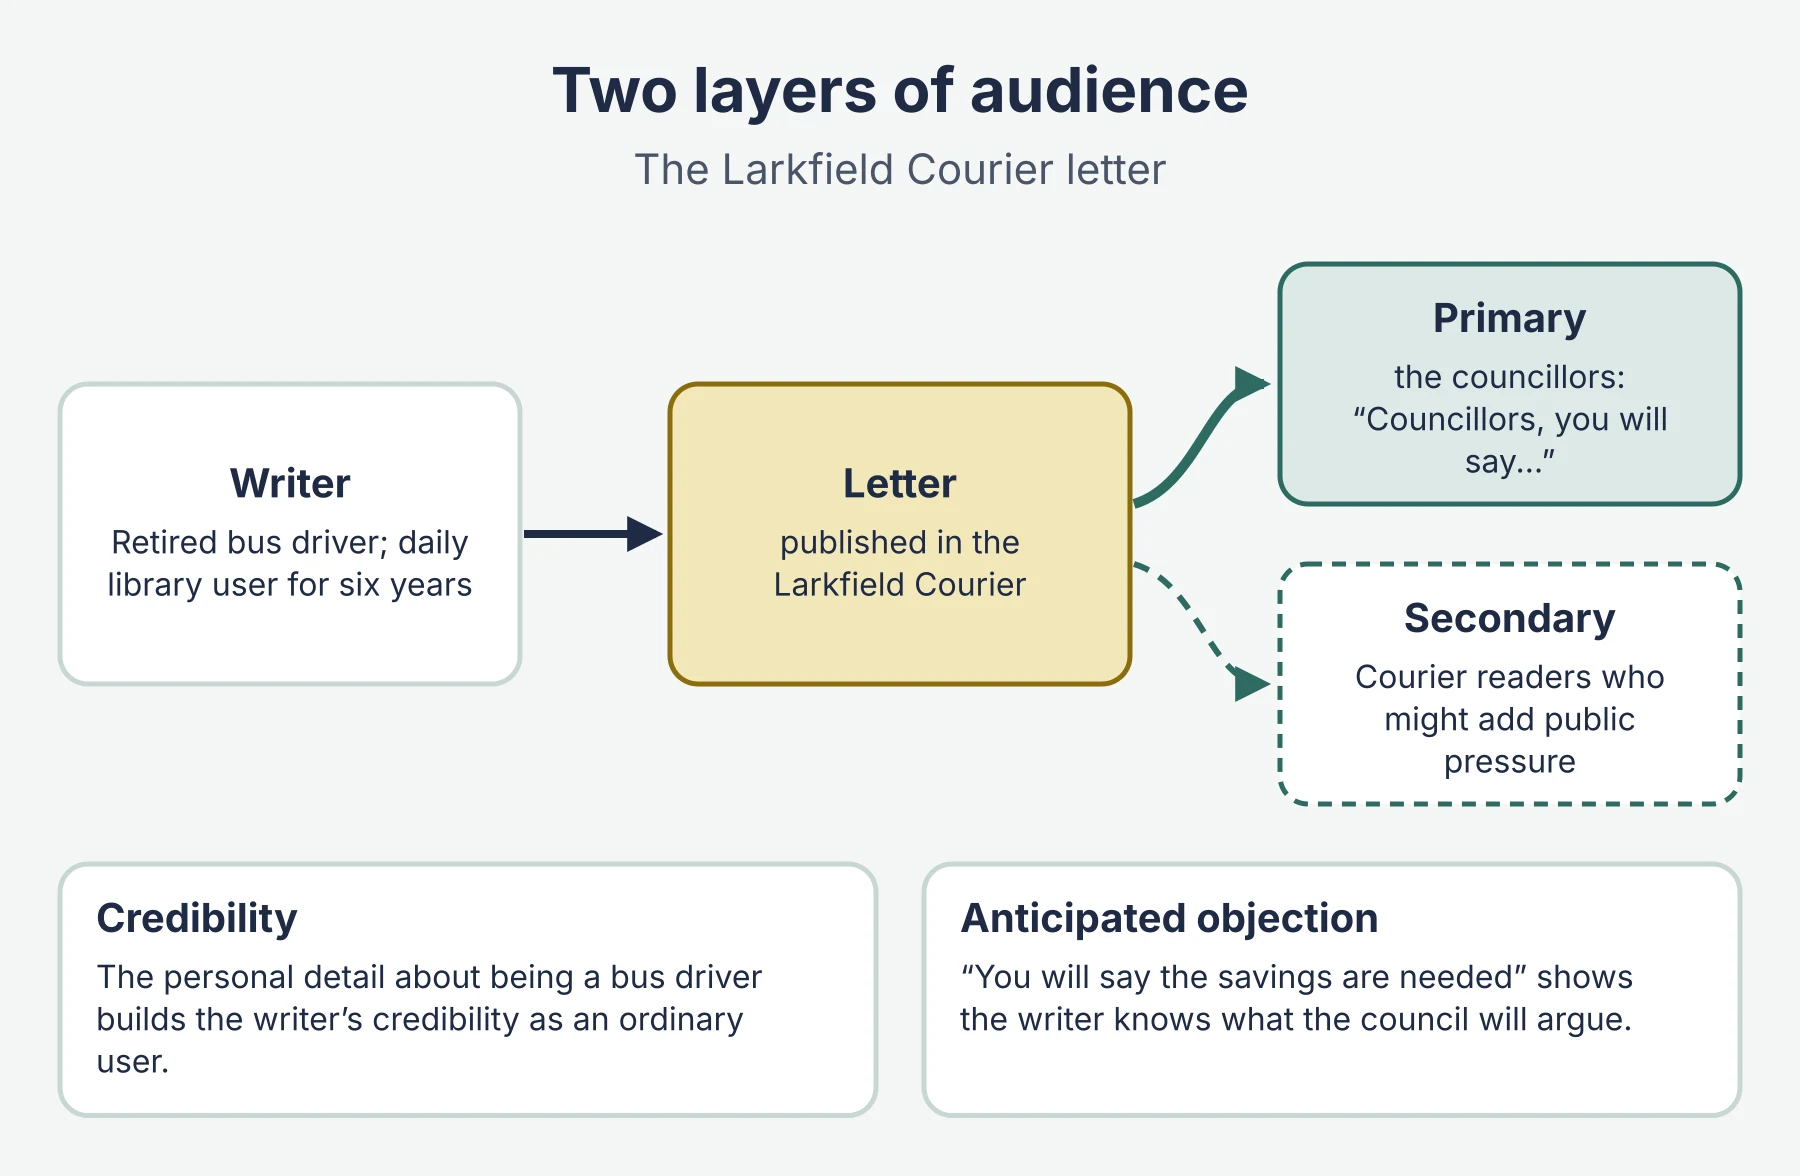 Two layers of audience
The Larkfield Courier letter
Writer
Retired bus driver; daily
library user for six years
Letter
published in the
Larkfield Courier
Primary
the councillors:
“Councillors, you will
say…”
Secondary
Courier readers who
might add public
pressure
Credibility
The personal detail about being a bus driver
builds the writer’s credibility as an ordinary
user.
Anticipated objection
“You will say the savings are needed” shows
the writer knows what the council will argue.